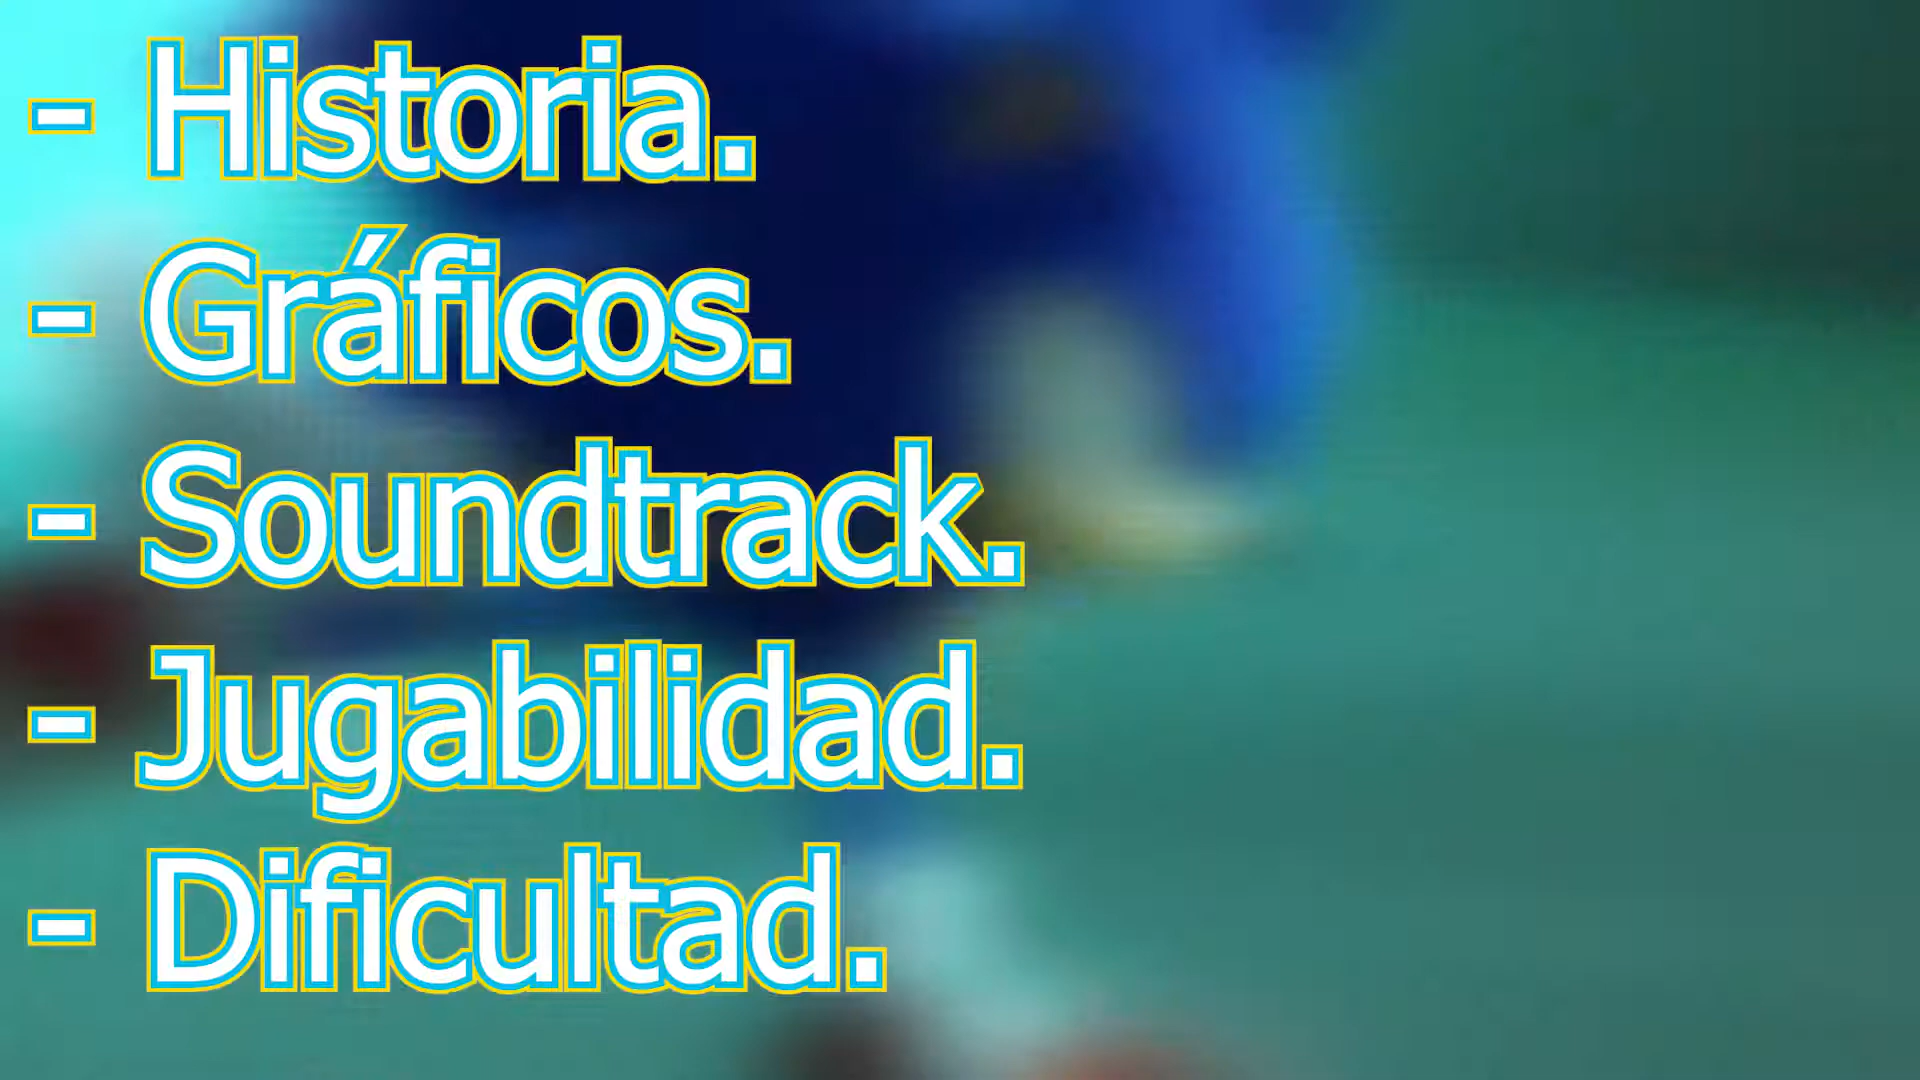 - Historia.
- Gráficos.
- Soundtrack.
- Jugabilidad.
- Dificultad.